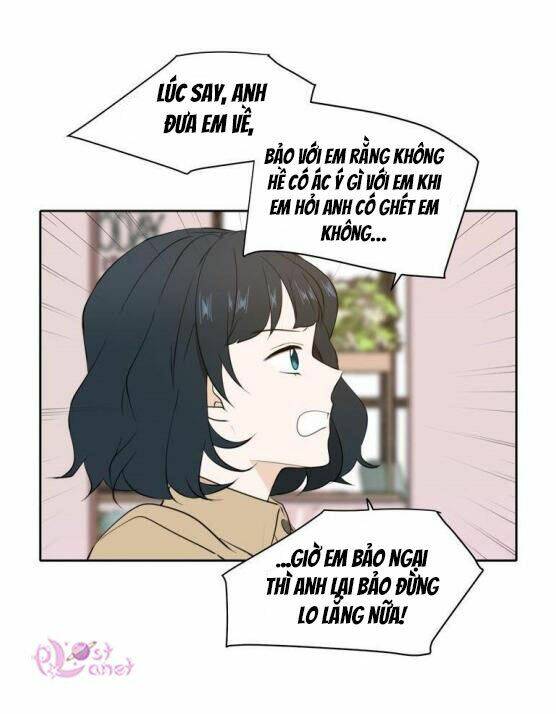 LÚC SAY, ANH
ĐƯA EM VỀ,
BẢO VỚI EM RẰNG KHÔNG
HỀ CÓ ÁC Ý GÌ VỚI EM KHI
EM HỎI ANH CÓ GHÉT EM
KHÔNG...
...GIỜ EM BẢO NGẠI
THÌ ANH LẠI BẢO ĐỪNG
LO LẮNG NỮA!
Lost
Planet